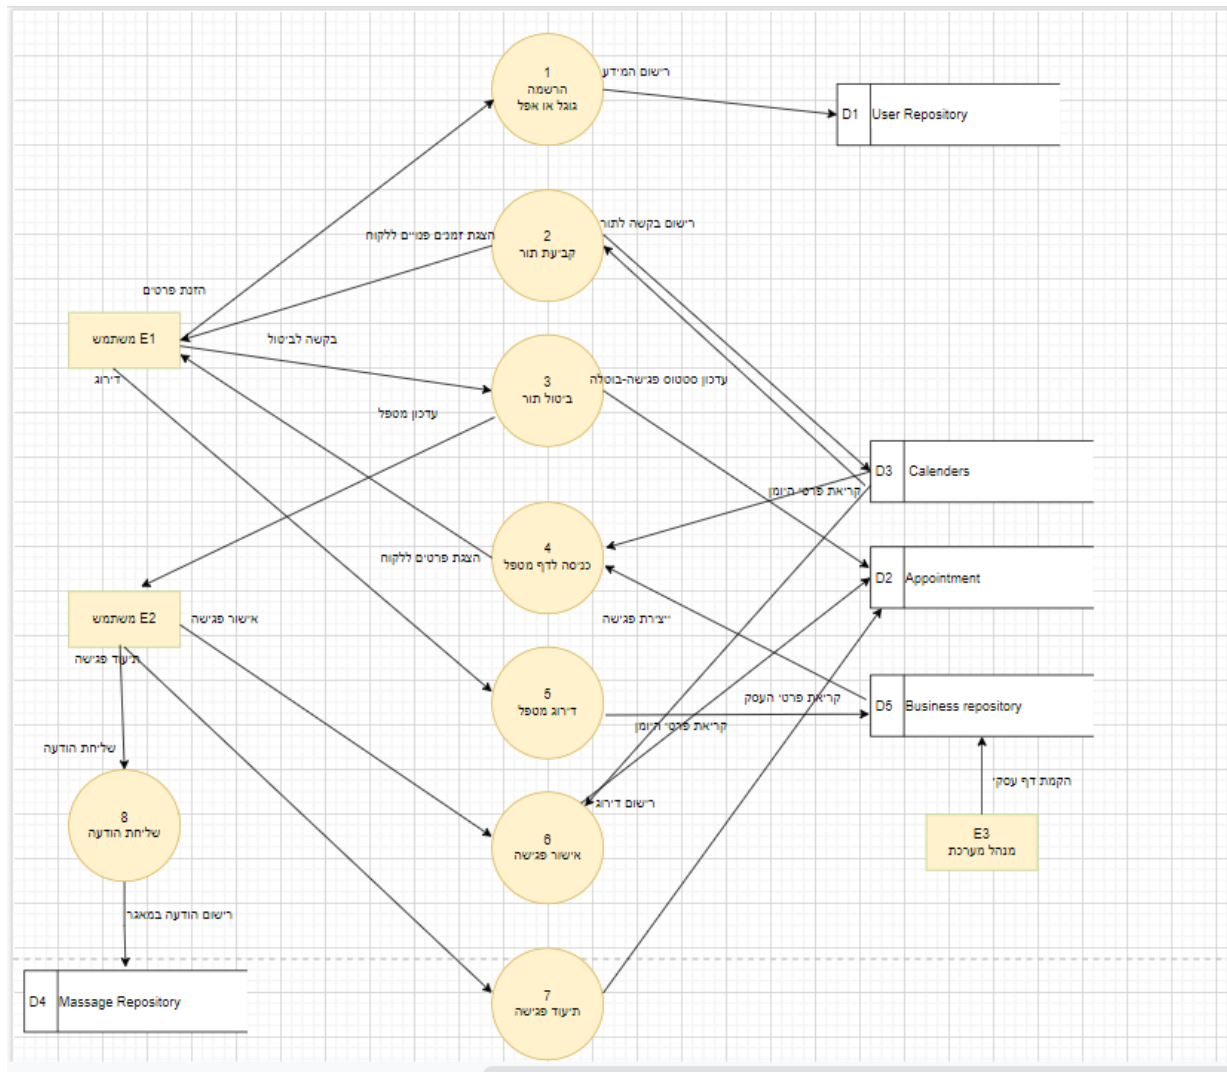 1
הרשמה
גוגל או אפל
רישום המידע
D1 User Repository
2
קביעת תור
רישום בקשה לתור
הצגת זמנים פנויים ללקוח
הזנת פרטים
משתמש E1
בקשה לביטול
דירוג
3
ביטול תור
עדכון סטטוס פגישה-בוטלה
עדכון מטפל
D3 Calenders
קריאת פרטי היומן
4
כניסה לדף מטפל
הצגת פרטים ללקוח
D2 Appointment
משתמש E2
אישור פגישה
ייצירת פגישה
תיעוד פגישה
5
דירוג מטפל
קריאת פרטי העסק
קריאת פרטי היומן
D5 Business repository
שליחת הודעה
הקמת דף עסקי
רישום דירוג
8
שליחת הודעה
6
אישור פגישה
E3
מנהל מערכת
רישום הודעה במאגר
D4 Massage Repository
7
תיעוד פגישה